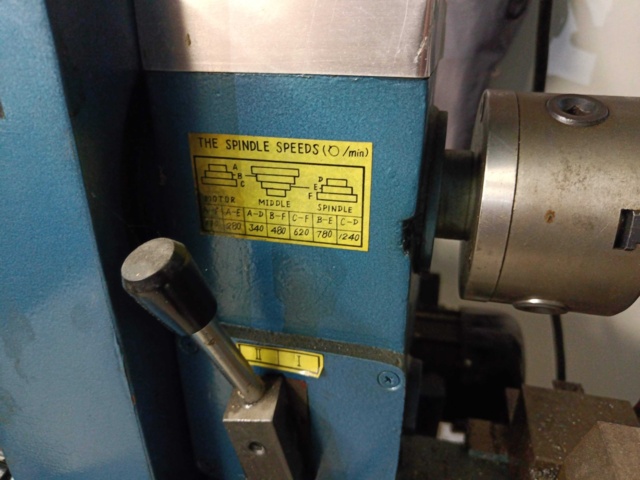 THE SPINDLE SPEEDS (↻/min)
A
B
C
D
E
F
MOTOR MIDDLE SPINDLE
A-E A-D B-F C-F B-E C-D
280 340 480 620 780 1240
II I